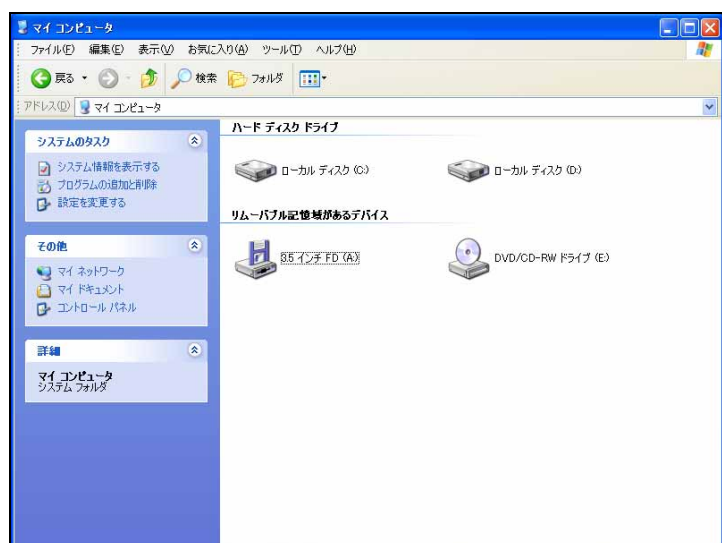 マイ コンピュータ
ファイル(F) 編集(E) 表示(V) お気に入り(A) ツール(T) ヘルプ(H)
戻る 検索 フォルダ
アドレス(D) マイ コンピュータ
システムのタスク
システム情報を表示する
プログラムの追加と削除
設定を変更する
その他
マイ ネットワーク
マイ ドキュメント
コントロール パネル
詳細
マイ コンピュータ
システム フォルダ
ハード ディスク ドライブ
ローカル ディスク (C:) ローカル ディスク (D:)
リムーバブル記憶域があるデバイス
3.5 インチ FD (A:) DVD/CD-RW ドライブ (E:)